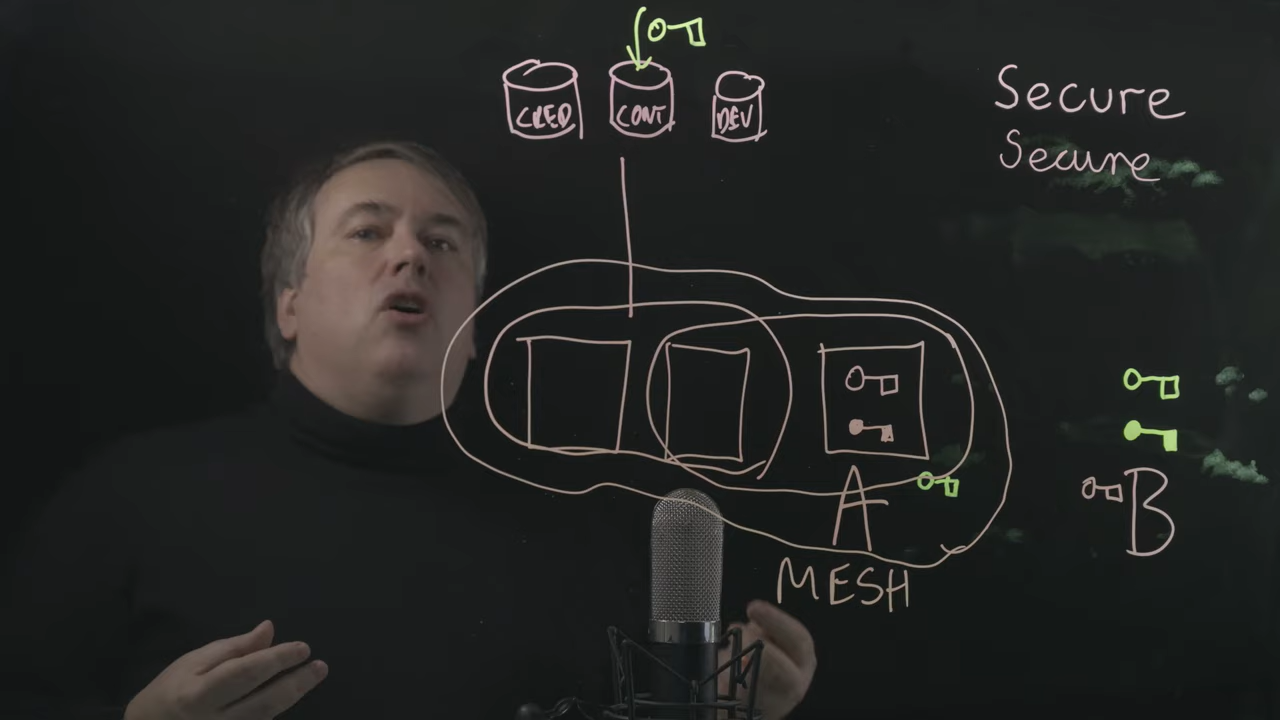 CRED CONT DEV
Secure
Secure
A
B
MESH